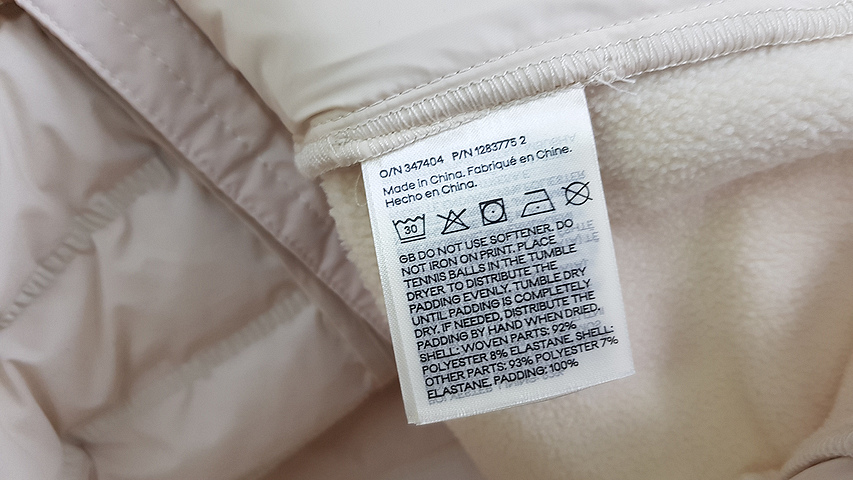 O/N 347404 P/N 1283775 2
Made in China. Fabriqué en Chine.
Hecho en China.
30
GB DO NOT USE SOFTENER. DO
NOT IRON ON PRINT. PLACE
TENNIS BALLS IN THE TUMBLE
DRYER TO DISTRIBUTE THE
PADDING EVENLY. TUMBLE DRY
UNTIL PADDING IS COMPLETELY
DRY. IF NEEDED, DISTRIBUTE THE
PADDING BY HAND WHEN DRIED.
SHELL: WOVEN PARTS: 92%
POLYESTER 8% ELASTANE. SHELL:
OTHER PARTS: 93% POLYESTER 7%
ELASTANE. PADDING: 100%